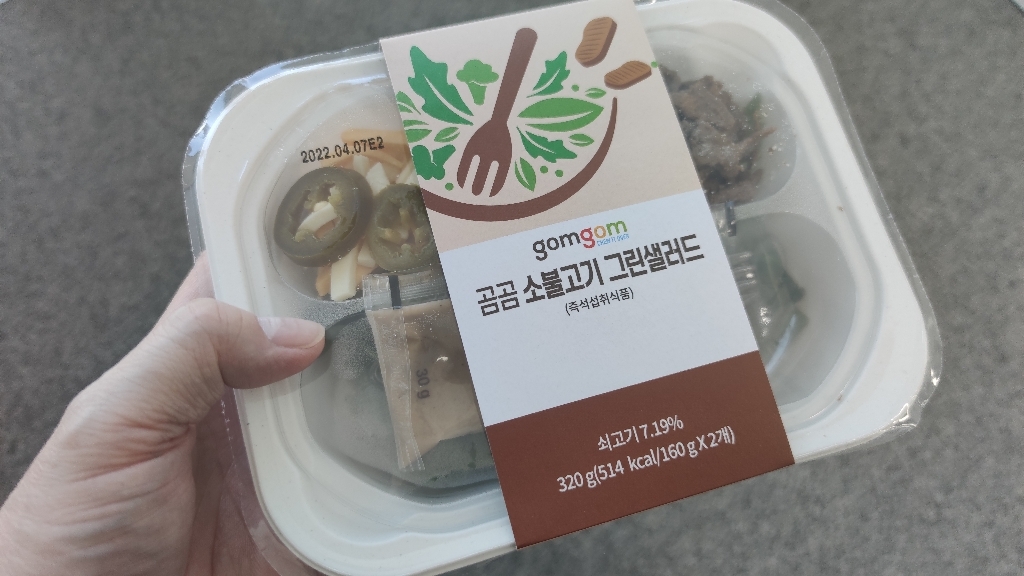 2022.04.07E2
gomgom
곰곰 소불고기 그린샐러드
(즉석섭취식품)
30 g
쇠고기 7.19%
320 g(514 kcal/160 g X 2개)